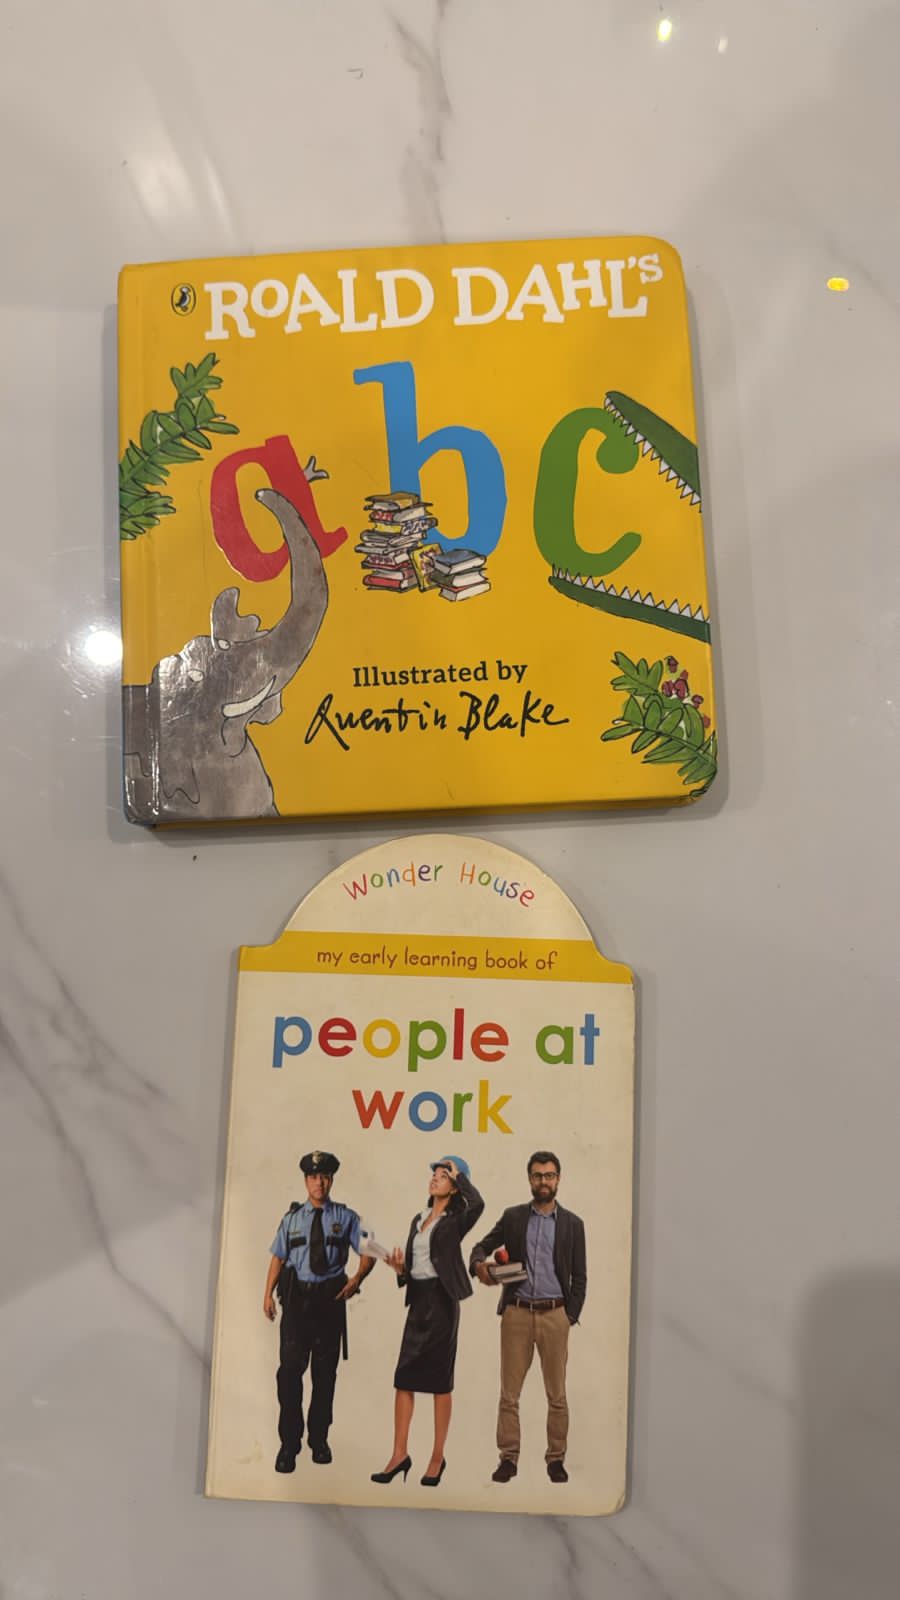 ROALD DAHL'S
abc
Illustrated by
Quentin Blake
Wonder House
my early learning book of
people at
work